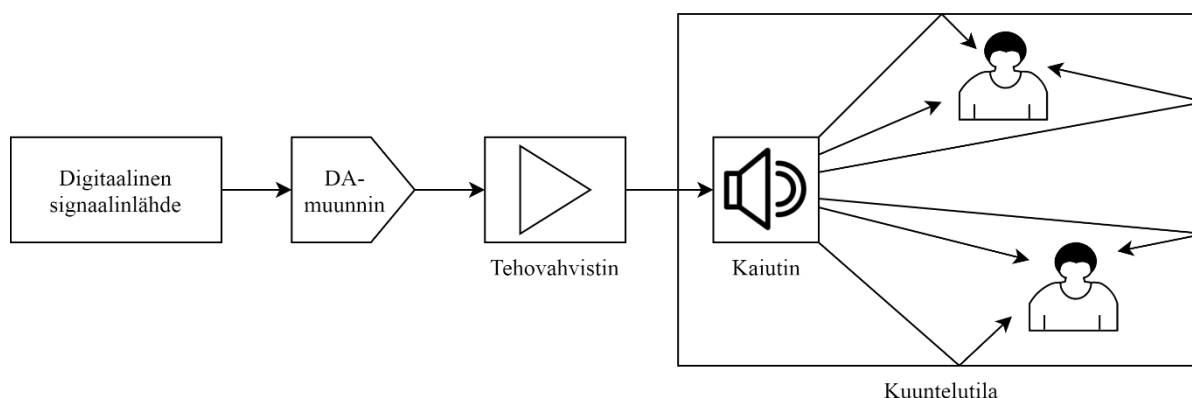 Digitaalinen
signaalinlähde
DA-
muunnin
Tehovahvistin
Kaiutin
Kuuntelutila